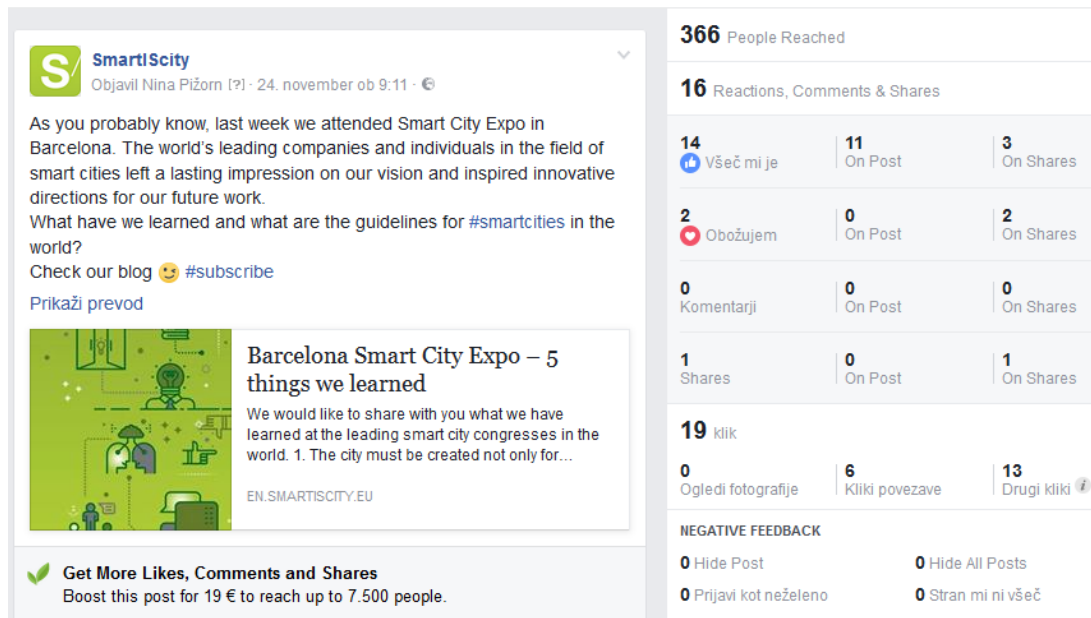 S/
SmartIScity
Objavil Nina Pižorn [?] · 24. november ob 9:11 ·
As you probably know, last week we attended Smart City Expo in
Barcelona. The world's leading companies and individuals in the field of
smart cities left a lasting impression on our vision and inspired innovative
directions for our future work.
What have we learned and what are the guidelines for #smartcities in the
world?
Check our blog 😉 #subscribe
Prikaži prevod
Barcelona Smart City Expo – 5
things we learned
We would like to share with you what we have
learned at the leading smart city congresses in the
world. 1. The city must be created not only for...
EN.SMARTISCITY.EU
Get More Likes, Comments and Shares
Boost this post for 19 € to reach up to 7.500 people.
366 People Reached
16 Reactions, Comments & Shares
14 11 3
Všeč mi je On Post On Shares
2 0 2
Obožujem On Post On Shares
0 0 0
Komentarji On Post On Shares
1 0 1
Shares On Post On Shares
19 klik
0 6 13
Ogledi fotografije Kliki povezave Drugi kliki i
NEGATIVE FEEDBACK
0 Hide Post 0 Hide All Posts
0 Prijavi kot neželeno 0 Stran mi ni všeč